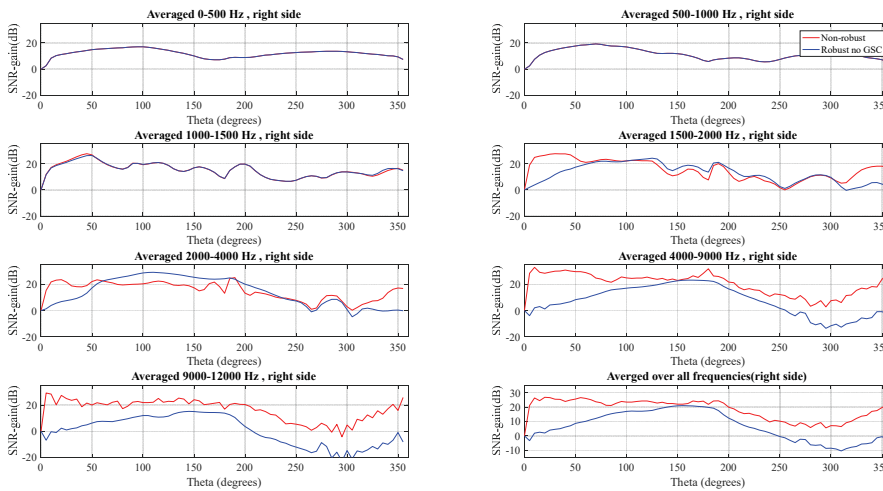 Averaged 0-500 Hz , right side
SNR-gain(dB)
20
0
-20
0 50 100 150 200 250 300 350
Theta (degrees)
Averaged 500-1000 Hz , right side
Non-robust
Robust no GSC
SNR-gain(dB)
20
0
-20
0 50 100 150 200 250 300 350
Theta (degrees)
Averaged 1000-1500 Hz , right side
SNR-gain(dB)
20
0
-20
0 50 100 150 200 250 300 350
Theta (degrees)
Averaged 1500-2000 Hz , right side
SNR-gain(dB)
20
0
-20
0 50 100 150 200 250 300 350
Theta (degrees)
Averaged 2000-4000 Hz , right side
SNR-gain(dB)
20
0
-20
0 50 100 150 200 250 300 350
Theta (degrees)
Averaged 4000-9000 Hz , right side
SNR-gain(dB)
20
0
-20
0 50 100 150 200 250 300 350
Theta (degrees)
Averaged 9000-12000 Hz , right side
SNR-gain(dB)
20
0
-20
0 50 100 150 200 250 300 350
Theta (degrees)
Averged over all frequencies(right side)
SNR-gain(dB)
30
20
10
0
-10
0 50 100 150 200 250 300 350
Theta (degrees)